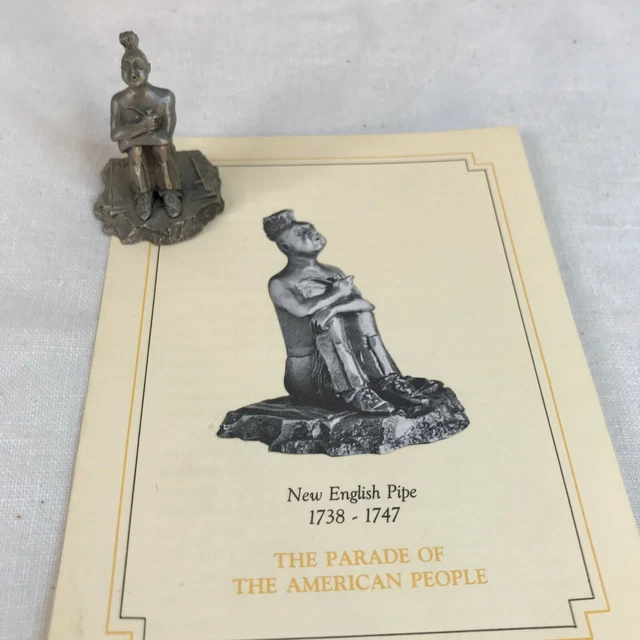 New English Pipe
1738 - 1747
THE PARADE OF
THE AMERICAN PEOPLE